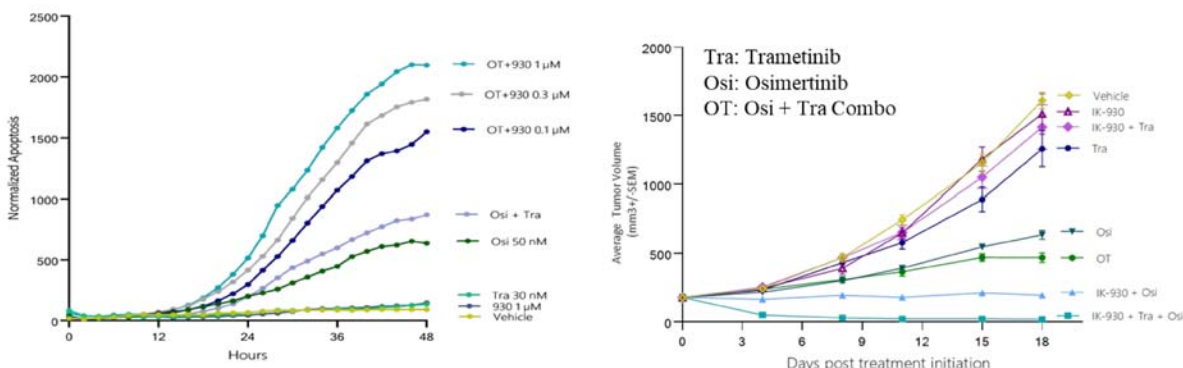 2500
2000
1500
1000
500
0
Normalized Apoptosis
0 12 24 36 48
Hours
OT+930 1 µM
OT+930 0.3 µM
OT+930 0.1 µM
Osi + Tra
Osi 50 nM
Tra 30 nM
930 1 µM
Vehicle
2000
1500
1000
500
0
Average Tumor Volume
(mm3+/-SEM)
0 3 4 6 9 12 15 18
Days post treatment initiation
Tra: Trametinib
Osi: Osimertinib
OT: Osi + Tra Combo
Vehicle
IK-930
IK-930 + Tra
Tra
Osi
OT
IK-930 + Osi
IK-930 + Tra + Osi